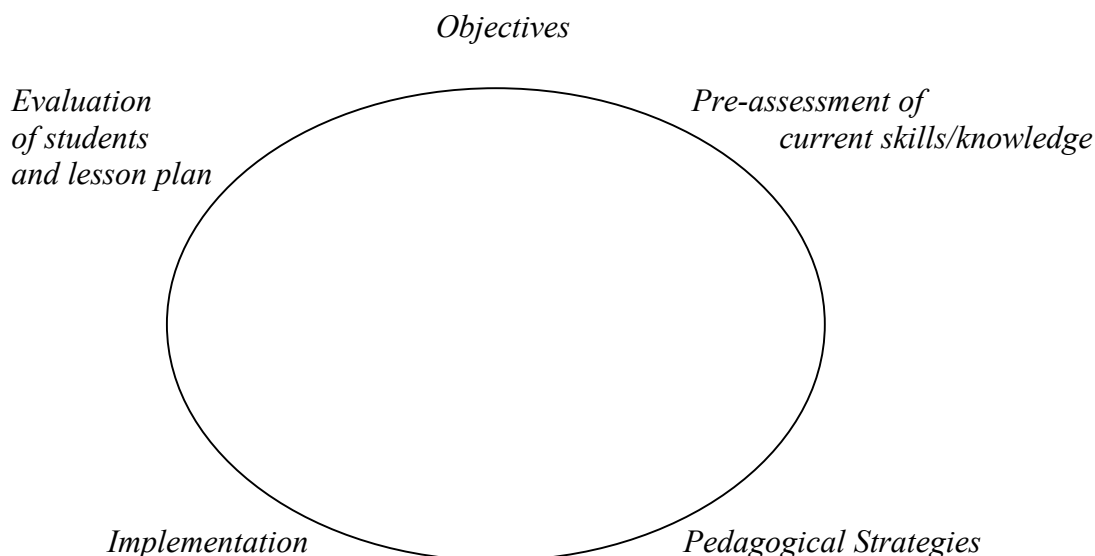 Objectives
Evaluation
of students
and lesson plan
Pre-assessment of
current skills/knowledge
Implementation
Pedagogical Strategies